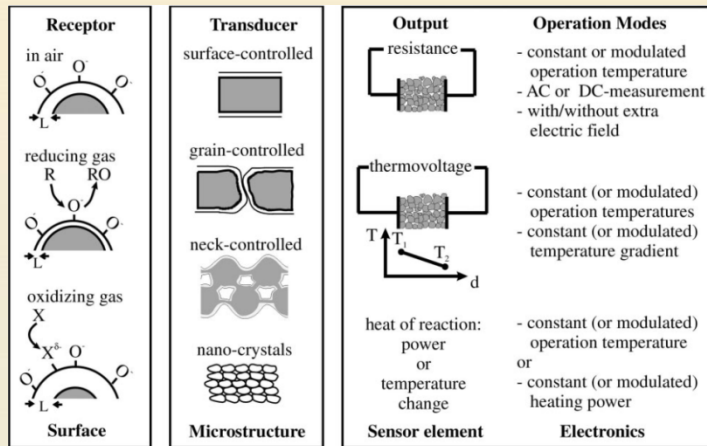 Receptor
in air
O⁻ O⁻ O⁻
L
reducing gas
R RO
O⁻ O⁻ O⁻
L
oxidizing gas
X
X^δ- O⁻
O⁻ O⁻
L
Surface
Transducer
surface-controlled
grain-controlled
neck-controlled
nano-crystals
Microstructure
Output
resistance
thermovoltage
T T₁
T₂
d
heat of reaction:
power
or
temperature
change
Sensor element
Operation Modes
- constant or modulated
operation temperature
- AC or DC-measurement
- with/without extra
electric field
- constant (or modulated)
operation temperatures
- constant (or modulated)
temperature gradient
- constant (or modulated)
operation temperature
or
- constant (or modulated)
heating power
Electronics